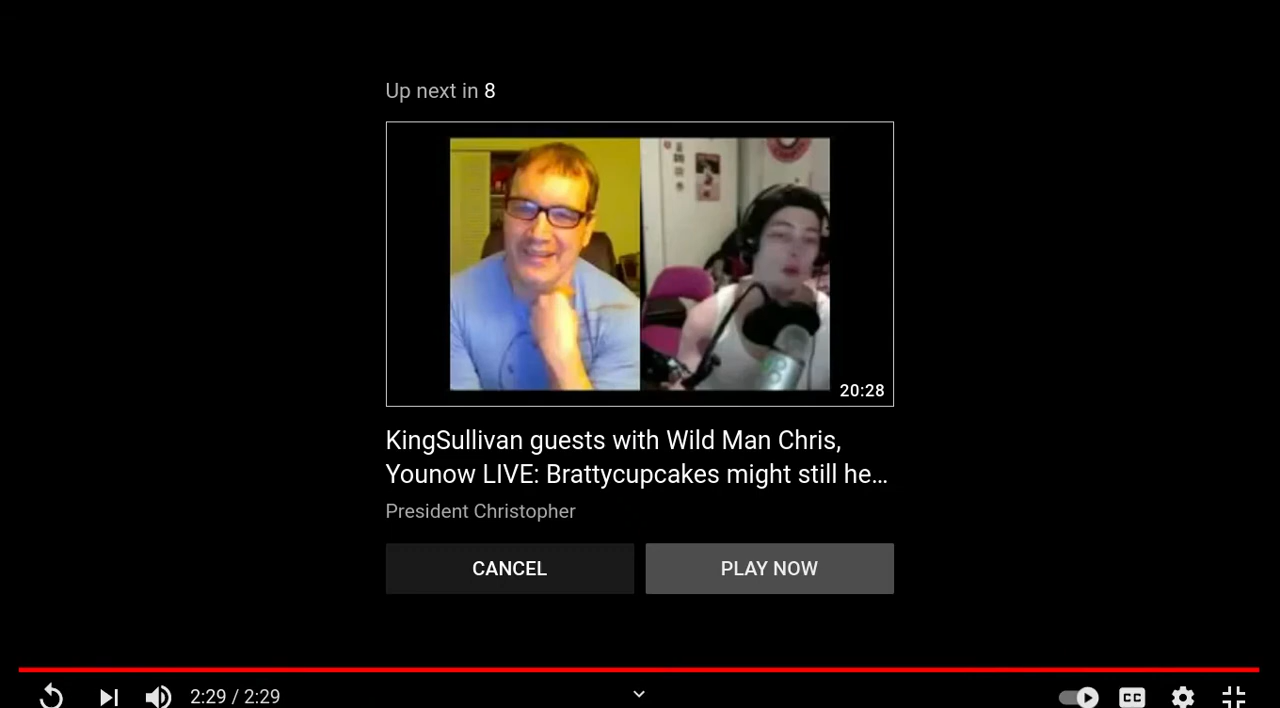 Up next in 8
20:28
KingSullivan guests with Wild Man Chris,
Younow LIVE: Brattycupcakes might still he…
President Christopher
CANCEL
PLAY NOW
2:29 / 2:29
CC